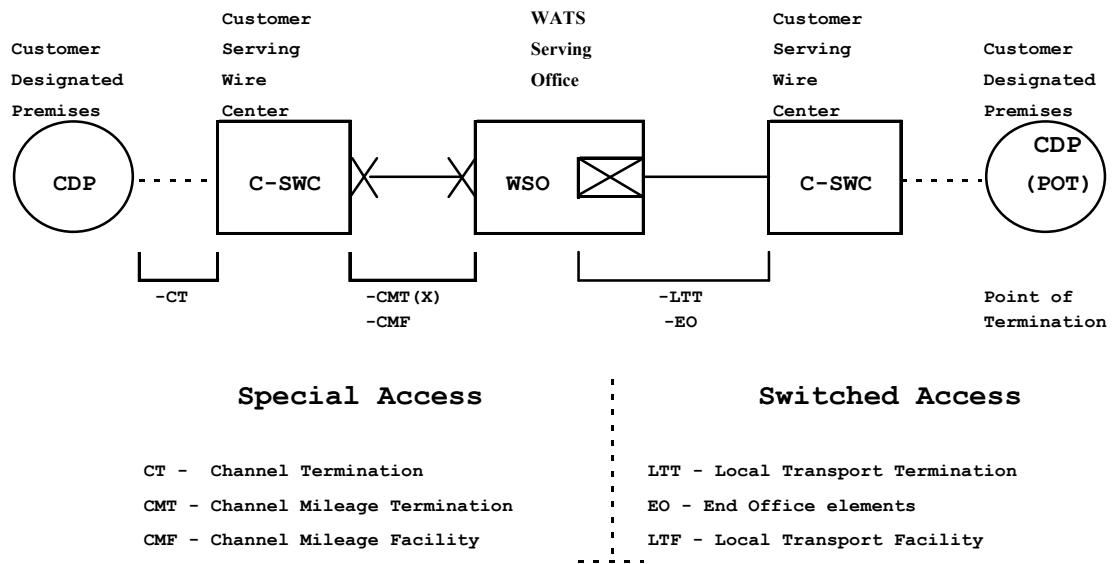 Customer WATS Customer
Customer Serving Serving Serving Customer
Designated Wire Office Wire Designated
Premises Center Center Premises
CDP
CDP C-SWC WSO C-SWC (POT)
-CT -CMT(X) -LTT Point of
-CMF -EO Termination
Special Access Switched Access
CT - Channel Termination LTT - Local Transport Termination
CMT - Channel Mileage Termination EO - End Office elements
CMF - Channel Mileage Facility LTF - Local Transport Facility